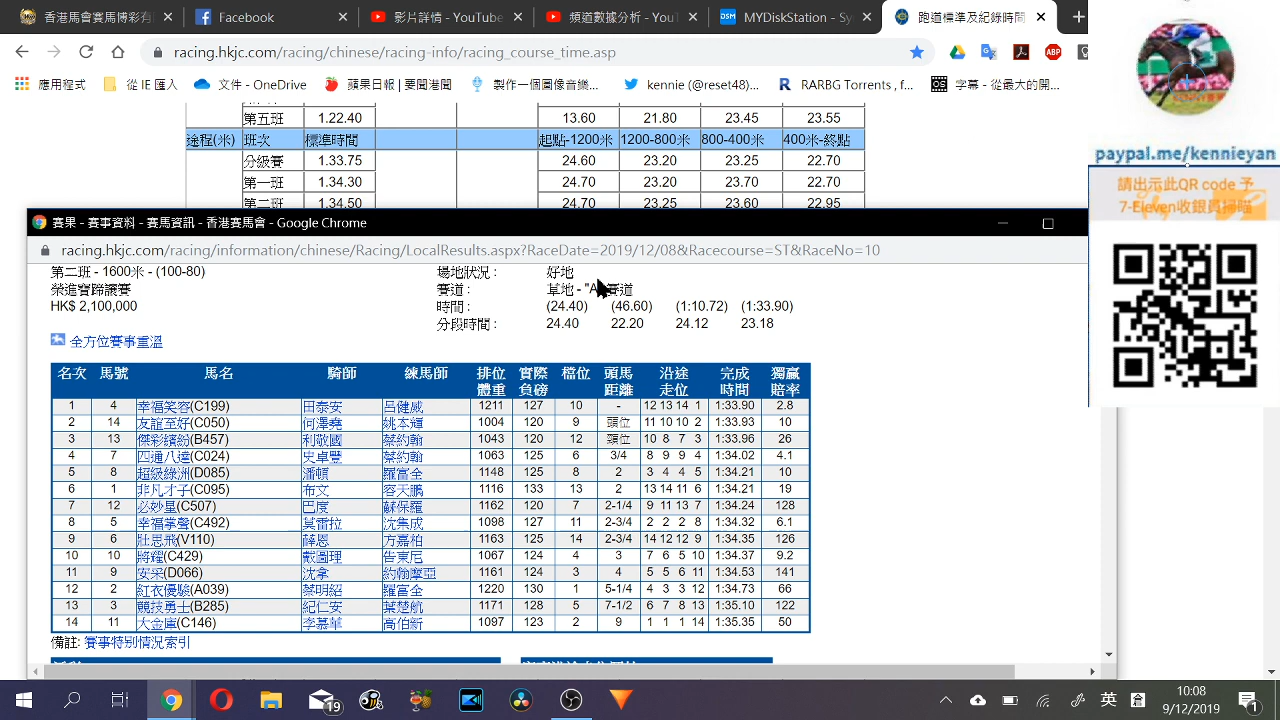 香港賽馬會賽馬博彩有
Facebook
影片詳情 - YouTube
頻道數據分析 - YouT
MYDiskStation - Sy
跑道標準及紀錄時間
racing.hkjc.com/racing/chinese/racing-info/racing_course_time.asp
應用程式 從 IE 匯入 文件 - OneDrive 蘋果日報 | 要聞港聞... 製作一個圖像音樂... kennie (@reset48)... RARBG Torrents , f... 字幕 – 從最大的開...
第五班 1.22.40 13.60 21.80 23.45 23.55
途程(米) 班次 標準時間 起點-1200米 1200-800米 800-400米 400米-終點
分級賽 1.33.75 24.60 23.20 23.25 22.70
第一班 1.34.30 24.70 23.20 23.70 22.70
第二班 1.34.50 24.70 23.25 23.60 22.95
paypal.me/kennieyan
請出示此QR code 予
7-Eleven收銀員掃瞄
賽果 - 賽事資料 - 賽馬資訊 - 香港賽馬會 - Google Chrome
racing.hkjc.com/racing/information/chinese/Racing/LocalResults.aspx?RaceDate=2019/12/08&Racecourse=ST&RaceNo=10
第二班 - 1600米 - (100-80) 場地狀況 : 好地
榮進寶蹄讓賽 賽道 : 草地 - "A 賽道
HK$ 2,100,000 時間 : (24.40) (46.60) (1:10.72) (1:33.90)
分段時間 : 24.40 22.20 24.12 23.18
全方位賽事重溫
名次 馬號 馬名 騎師 練馬師 排位體重 實際負磅 檔位 頭馬距離 沿途走位 完成時間 獨贏賠率
1 4 幸福笑容(C199) 田泰安 呂健威 1211 127 10 - 12 13 14 1 1:33.90 2.8
2 14 友誼至好(C050) 何澤堯 姚本輝 1004 120 9 頸位 11 10 10 2 1:33.93 10
3 13 傑彩繽紛(B457) 利敬國 蔡約翰 1043 120 12 頭位 10 8 7 3 1:33.96 26
4 7 四通八達(C024) 史卓豐 蔡約翰 1063 125 6 3/4 8 9 9 4 1:34.02 4.1
5 8 超級綠洲(D085) 潘頓 羅富全 1148 125 8 2 3 4 4 5 1:34.21 10
6 1 非凡才子(C095) 布文 容天鵬 1116 133 13 2 13 14 11 6 1:34.21 19
7 12 必妙星(C507) 巴度 蘇保羅 1162 120 7 2-1/4 9 11 13 7 1:34.24 128
8 5 幸福掌聲(C492) 莫雷拉 沈集成 1098 127 11 2-3/4 2 2 2 8 1:34.32 6.1
9 6 壯思飛(V110) 薛恩 方嘉柏 1163 125 14 2-3/4 14 12 12 9 1:34.35 126
10 10 將鑑(C429) 戴圖理 告東尼 1067 124 4 3 7 6 5 10 1:34.37 9.2
11 9 安采(D066) 沈拿 約翰摩亞 1161 124 3 4 5 5 6 11 1:34.53 141
12 2 紅衣優駿(A039) 蔡明紹 羅富全 1220 130 1 5-1/4 4 3 3 12 1:34.73 66
13 3 競技勇士(B285) 紀仁安 葉楚航 1171 128 5 7-1/2 6 7 8 13 1:35.10 122
14 11 大金庫(C146) 李慕華 高伯新 1097 123 2 9 1 1 1 14 1:35.35 50
備註: 賽事特別情況索引
19
英
10:08
9/12/2019
1